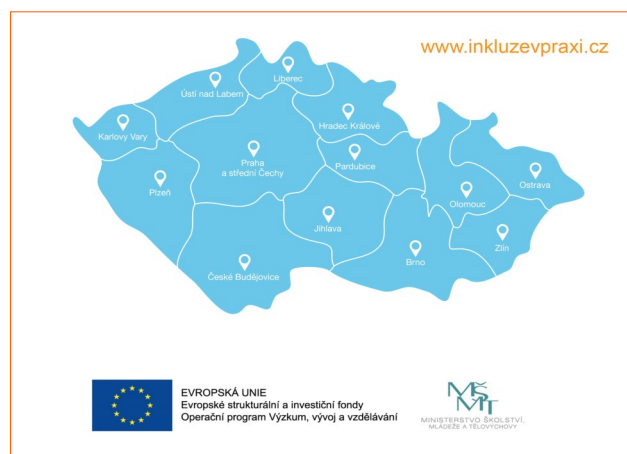 www.inkluzevpraxi.cz
Liberec
Ústí nad Labem
Hradec Králové
Karlovy Vary
Praha
a střední Čechy
Pardubice
Plzeň
Ostrava
Olomouc
Jihlava
Zlín
Brno
České Budějovice
EVROPSKÁ UNIE
Evropské strukturální a investiční fondy
Operační program Výzkum, vývoj a vzdělávání
MŠMT
MINISTERSTVO ŠKOLSTVÍ,
MLÁDEŽE A TĚLOVÝCHOVY